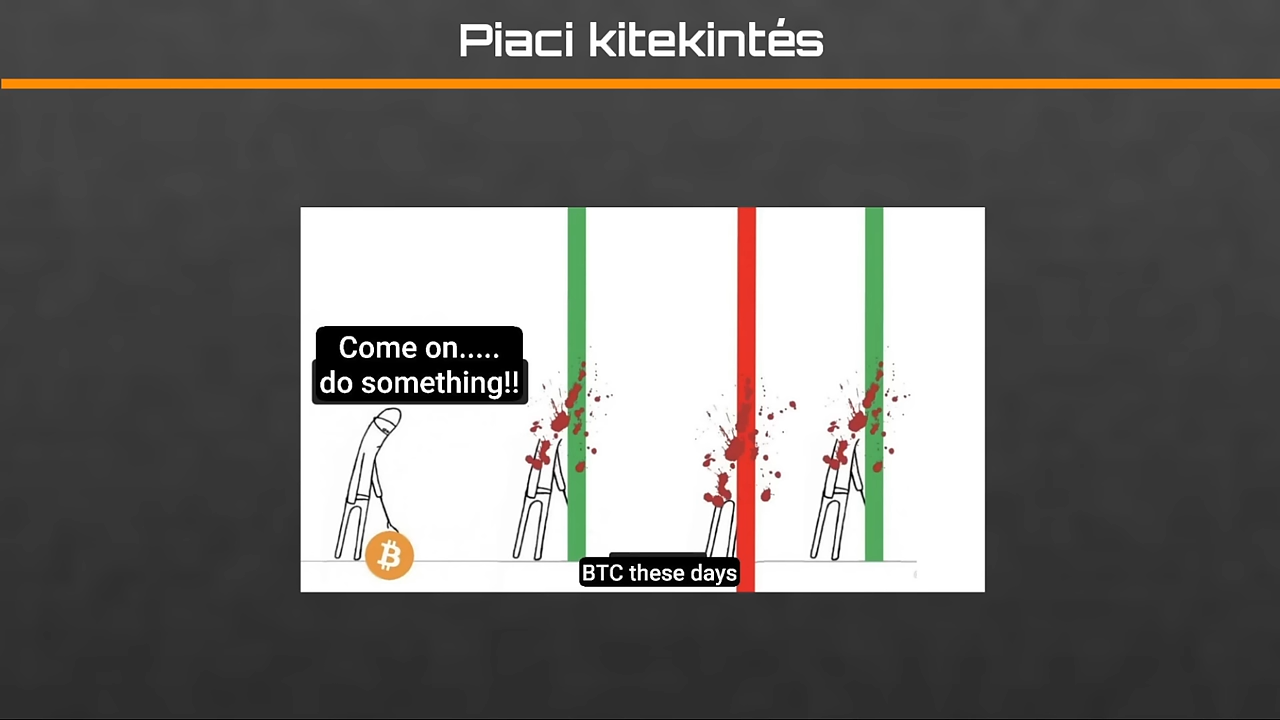 Piaci kitekintés
Come on.....
do something!!
BTC these days